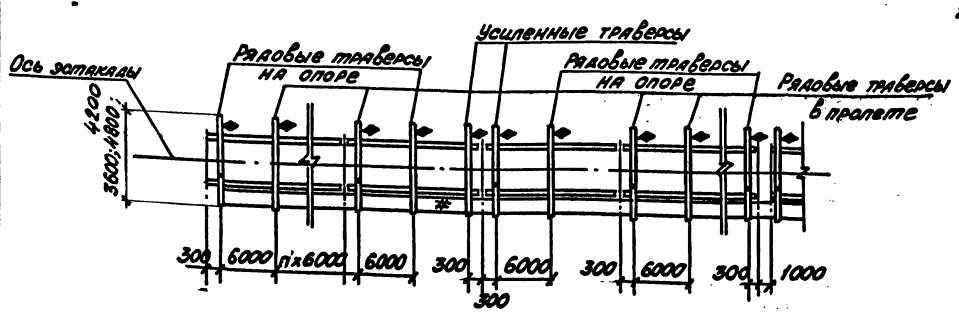 Усиленные траверсы
Рядовые траверсы
на опоре
Рядовые траверсы
на опоре
Ось эстакады
Рядовые траверсы
в пролете
4200
3600;4800;
*
300 6000 n×6000 6000 300 6000 300 6000 300 1000
300